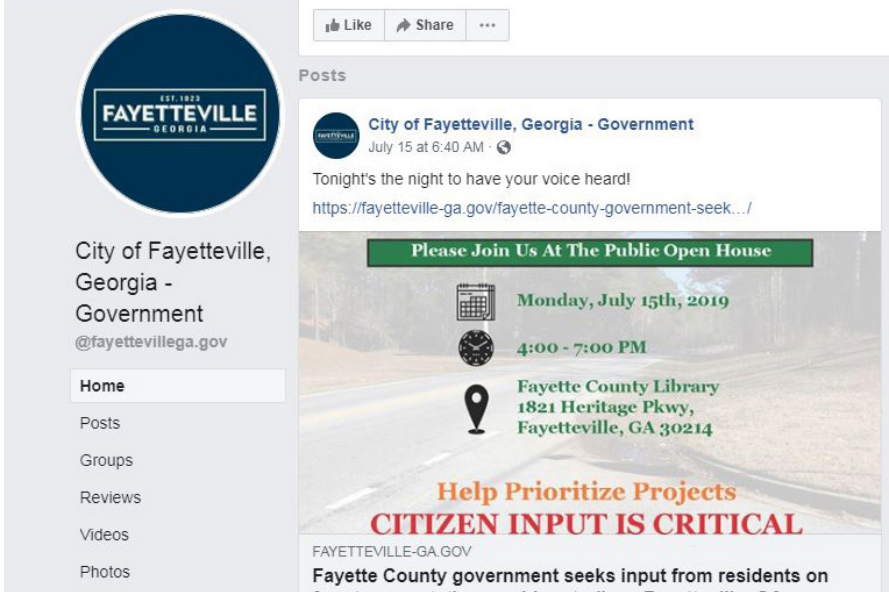 EST. 1823
FAYETTEVILLE
GEORGIA
City of Fayetteville,
Georgia -
Government
@fayettevillega.gov
Home
Posts
Groups
Reviews
Videos
Photos
Like Share
Posts
City of Fayetteville, Georgia - Government
July 15 at 6:40 AM ·
Tonight's the night to have your voice heard!
https://fayetteville-ga.gov/fayette-county-government-seek…/
Please Join Us At The Public Open House
Monday, July 15th, 2019
4:00 - 7:00 PM
Fayette County Library
1821 Heritage Pkwy,
Fayetteville, GA 30214
Help Prioritize Projects
CITIZEN INPUT IS CRITICAL
FAYETTEVILLE-GA.GOV
Fayette County government seeks input from residents on